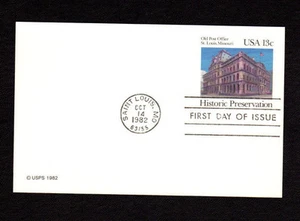 Old Post Office
St. Louis, Missouri
USA 13c
Historic Preservation
SAINT LOUIS, MO
OCT
14
1982
63155
FIRST DAY OF ISSUE
© USPS 1982